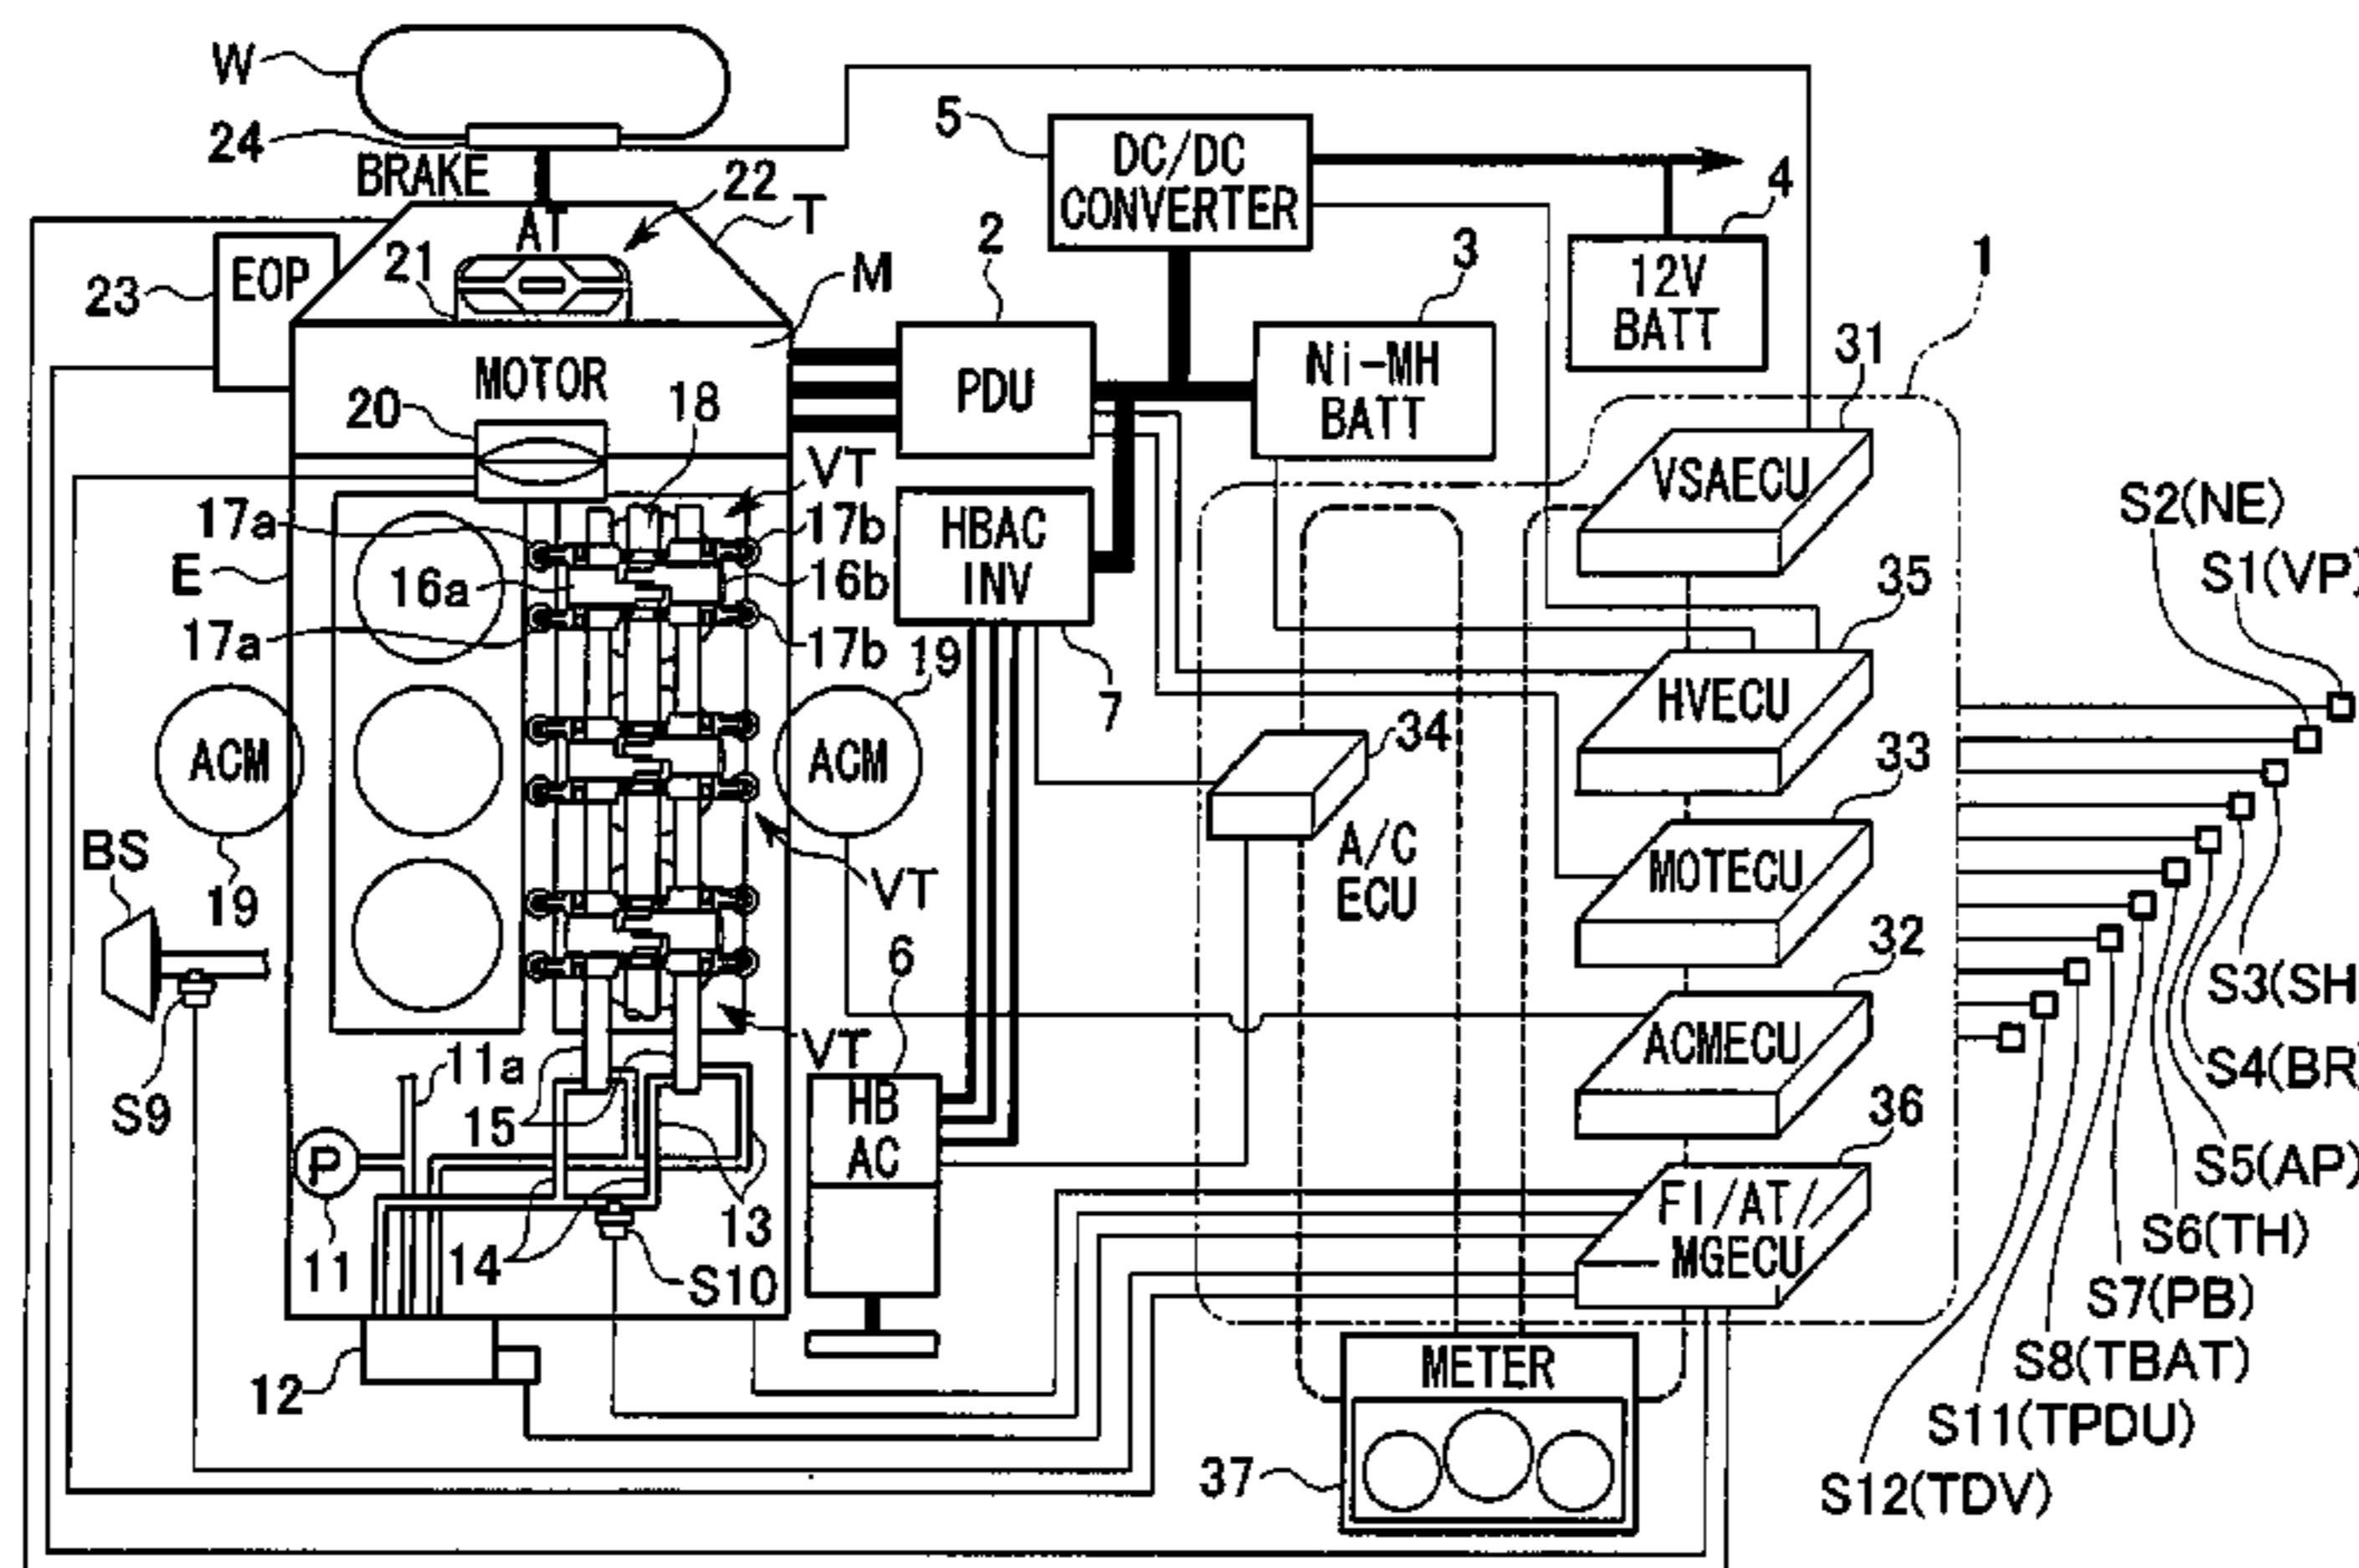 W
24
BRAKE
22
AT
T
5
DC/DC
CONVERTER
4
12V
BATT
EOP
23
21
M
2
3
1
MOTOR
PDU
Ni-MH
BATT
31
20
18
VT
VSAECU
17a
17b
E
16a
16b
HBAC
INV
S2(NE)
S1(VP)
35
17a
17b
19
7
HVECU
ACM
ACM
34
33
BS
19
A/C
ECU
VT
MOTECU
6
32
S3(SH
S9
11a
VT
ACMECU
S4(BR)
15
HB
AC
36
P
S5(AP)
11
14
13
S10
FI/AT/
MGECU
S6(TH)
S7(PB)
12
METER
S8(TBAT)
S11(TPDU)
37
S12(TDV)